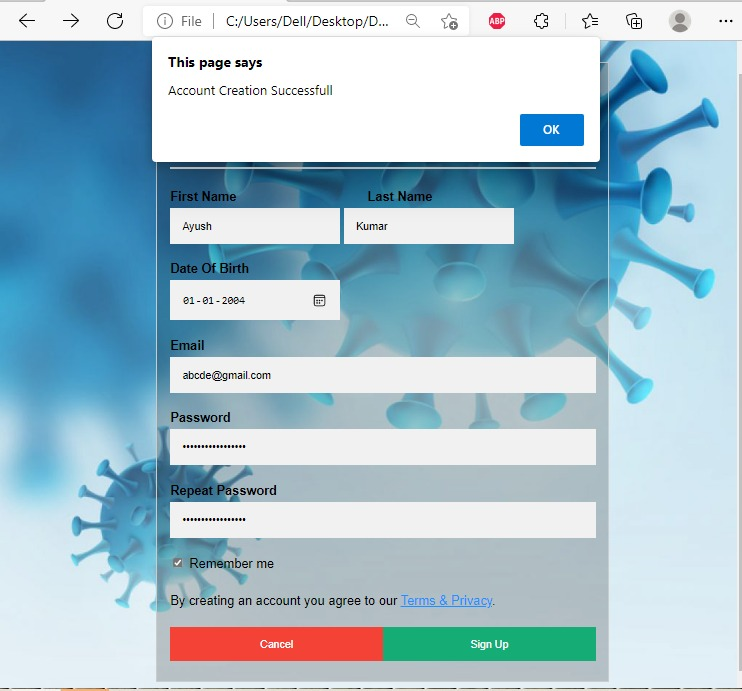 File C:/Users/Dell/Desktop/D...
ABP
This page says
Account Creation Successfull
OK
First Name Last Name
Ayush Kumar
Date Of Birth
01-01-2004
Email
abcde@gmail.com
Password
•••••••••••••••••
Repeat Password
•••••••••••••••••
Remember me
By creating an account you agree to our Terms & Privacy.
Cancel Sign Up